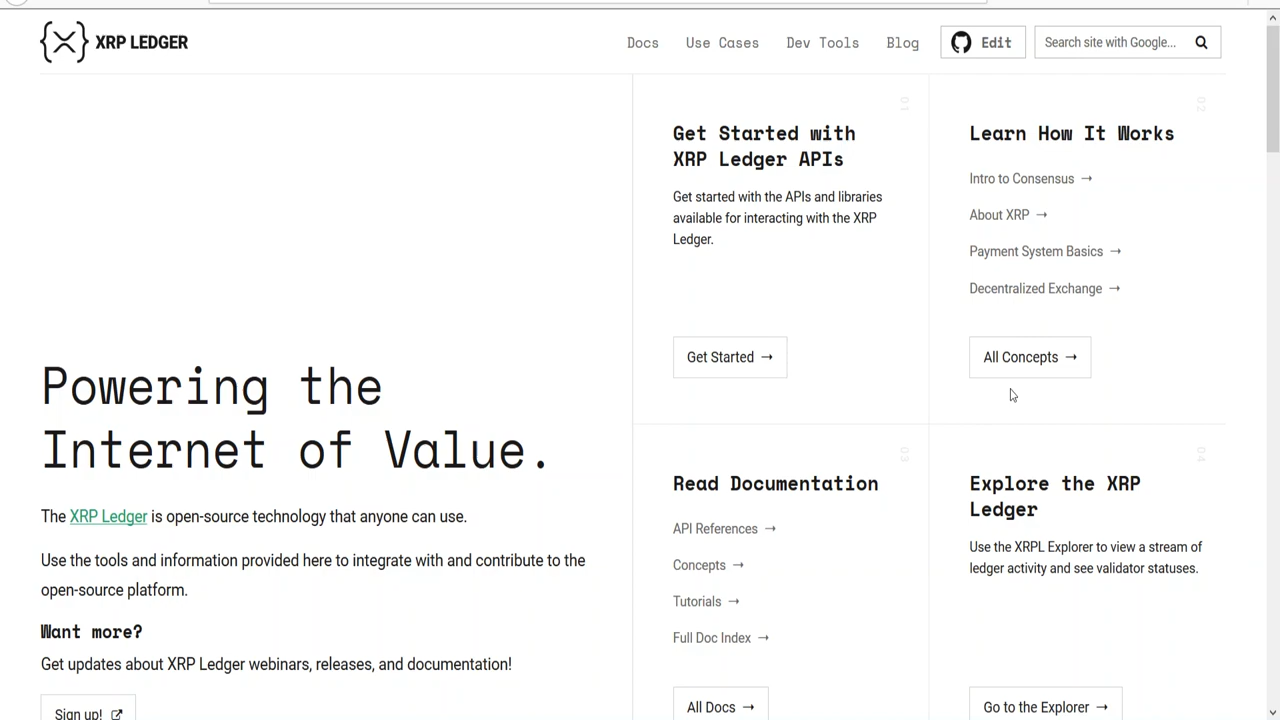 XRP LEDGER
Docs
Use Cases
Dev Tools
Blog
Edit
Search site with Google...
Powering the
Internet of Value.
The XRP Ledger is open-source technology that anyone can use.
Use the tools and information provided here to integrate with and contribute to the
open-source platform.
Want more?
Get updates about XRP Ledger webinars, releases, and documentation!
Sign up!
01
Get Started with
XRP Ledger APIs
Get started with the APIs and libraries
available for interacting with the XRP
Ledger.
Get Started →
02
Learn How It Works
Intro to Consensus →
About XRP →
Payment System Basics →
Decentralized Exchange →
All Concepts →
03
Read Documentation
API References →
Concepts →
Tutorials →
Full Doc Index →
All Docs →
04
Explore the XRP
Ledger
Use the XRPL Explorer to view a stream of
ledger activity and see validator statuses.
Go to the Explorer →